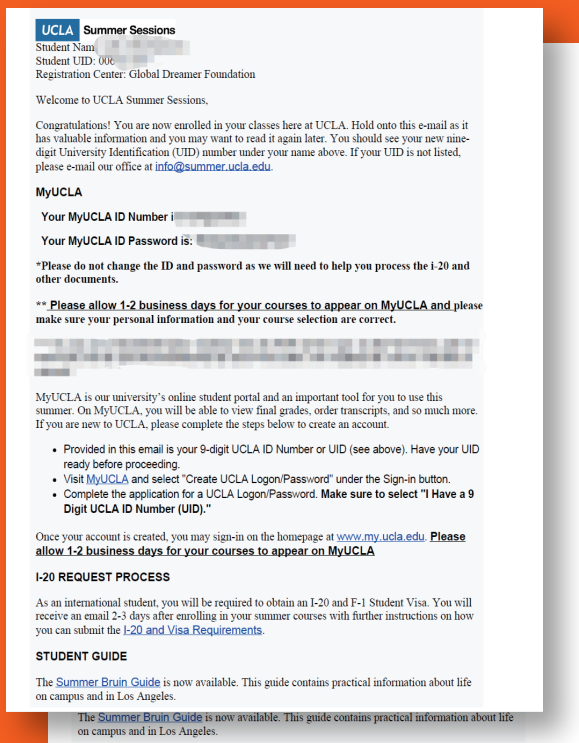 UCLA Summer Sessions
Student Nam
Student UID: 006
Registration Center: Global Dreamer Foundation
Welcome to UCLA Summer Sessions,
Congratulations! You are now enrolled in your classes here at UCLA. Hold onto this e-mail as it
has valuable information and you may want to read it again later. You should see your new nine-
digit University Identification (UID) number under your name above. If your UID is not listed,
please e-mail our office at info@summer.ucla.edu.
MyUCLA
Your MyUCLA ID Number i
Your MyUCLA ID Password is:
*Please do not change the ID and password as we will need to help you process the i-20 and
other documents.
** Please allow 1-2 business days for your courses to appear on MyUCLA and please
make sure your personal information and your course selection are correct.
MyUCLA is our university's online student portal and an important tool for you to use this
summer. On MyUCLA, you will be able to view final grades, order transcripts, and so much more.
If you are new to UCLA, please complete the steps below to create an account.
• Provided in this email is your 9-digit UCLA ID Number or UID (see above). Have your UID
ready before proceeding.
• Visit MyUCLA and select "Create UCLA Logon/Password" under the Sign-in button.
• Complete the application for a UCLA Logon/Password. Make sure to select "I Have a 9
Digit UCLA ID Number (UID)."
Once your account is created, you may sign-in on the homepage at www.my.ucla.edu. Please
allow 1-2 business days for your courses to appear on MyUCLA
I-20 REQUEST PROCESS
As an international student, you will be required to obtain an I-20 and F-1 Student Visa. You will
receive an email 2-3 days after enrolling in your summer courses with further instructions on how
you can submit the I-20 and Visa Requirements.
STUDENT GUIDE
The Summer Bruin Guide is now available. This guide contains practical information about life
on campus and in Los Angeles.
The Summer Bruin Guide is now available. This guide contains practical information about life
on campus and in Los Angeles.